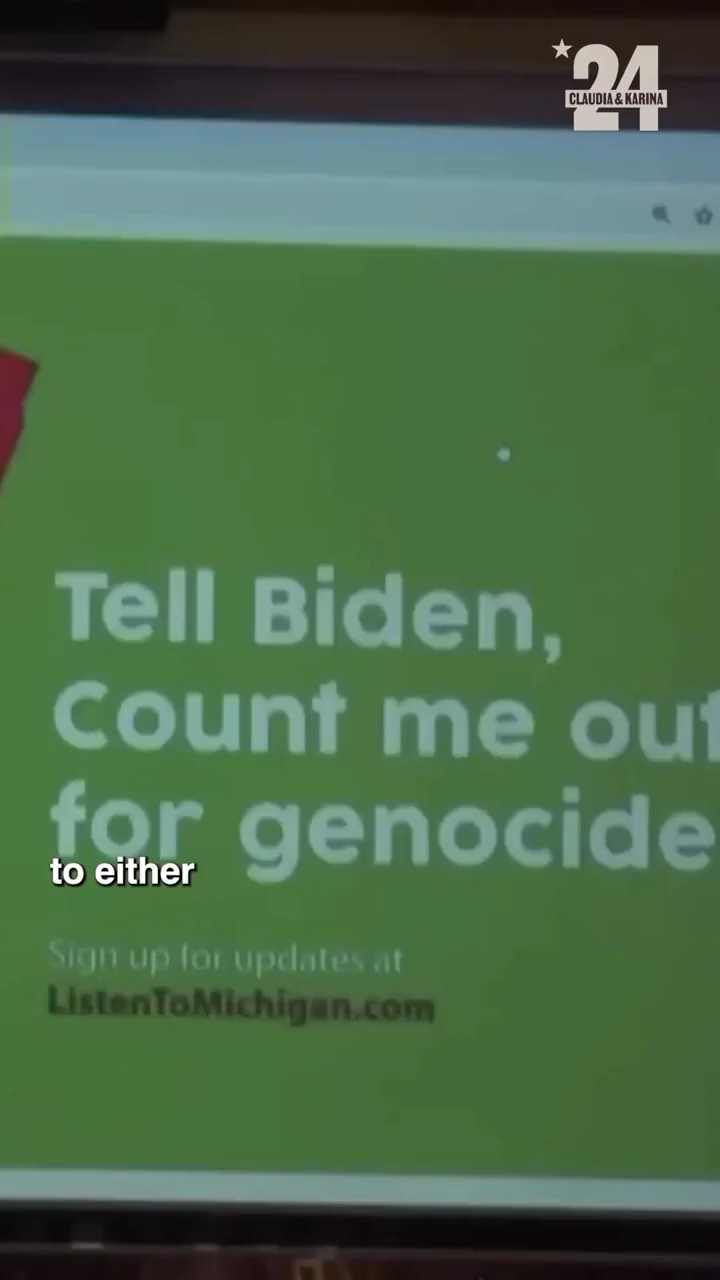 24
CLAUDIA & KARINA
Tell Biden,
Count me out
for genocide
to either
Sign up for updates at
ListenToMichigan.com